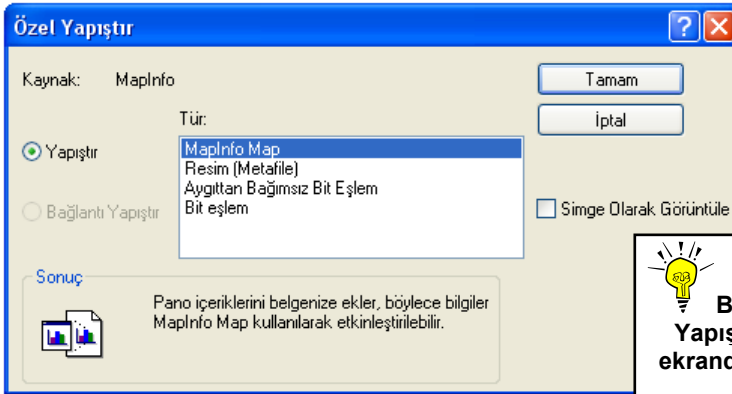 Özel Yapıştır
Kaynak: MapInfo
Tür:
Yapıştır
Bağlantı Yapıştır
MapInfo Map
Resim (Metafile)
Aygıttan Bağımsız Bit Eşlem
Bit eşlem
Tamam
İptal
Simge Olarak Görüntüle
Sonuç
Pano içeriklerini belgenize ekler, böylece bilgiler
MapInfo Map kullanılarak etkinleştirilebilir.